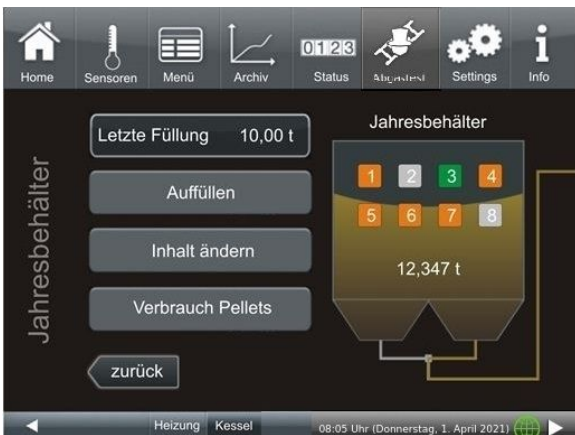 Home
Sensoren
Menü
Archiv
0123
Status
Abgastest
Settings
i
Info
Jahresbehälter
Letzte Füllung 10,00 t
Auffüllen
Inhalt ändern
Verbrauch Pellets
zurück
Jahresbehälter
1 2 3 4
5 6 7 8
12,347 t
Heizung Kessel
08:05 Uhr (Donnerstag, 1. April 2021)